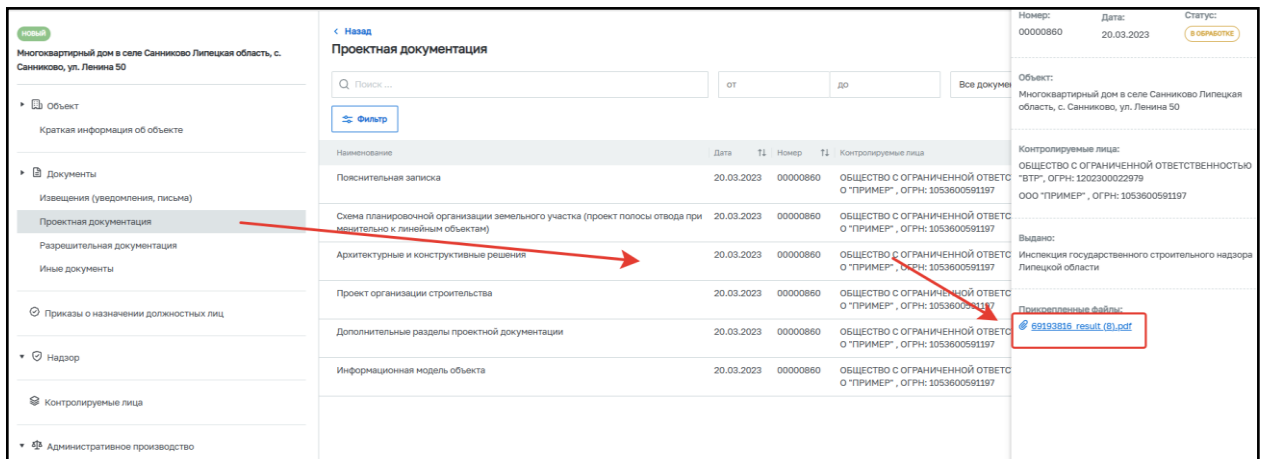 НОВЫЙ
Многоквартирный дом в селе Санниково Липецкая область, с.
Санниково, ул. Ленина 50
Объект
Краткая информация об объекте
Документы
Извещения (уведомления, письма)
Проектная документация
Разрешительная документация
Иные документы
Приказы о назначении должностных лиц
Надзор
Контролируемые лица
Административное производство
Назад
Проектная документация
Поиск ...
от
до
Все докуме
Фильтр
Наименование Дата Номер Контролируемые лица
Пояснительная записка 20.03.2023 00000860 ОБЩЕСТВО С ОГРАНИЧЕННОЙ ОТВЕТС
О "ПРИМЕР" , ОГРН: 1053600591197
Схема планировочной организации земельного участка (проект полосы отвода при 20.03.2023 00000860 ОБЩЕСТВО С ОГРАНИЧЕННОЙ ОТВЕТС
менительно к линейным объектам) О "ПРИМЕР" , ОГРН: 1053600591197
Архитектурные и конструктивные решения 20.03.2023 00000860 ОБЩЕСТВО С ОГРАНИЧЕННОЙ ОТВЕТС
О "ПРИМЕР" , ОГРН: 1053600591197
Проект организации строительства 20.03.2023 00000860 ОБЩЕСТВО С ОГРАНИЧЕННОЙ ОТВЕТС
О "ПРИМЕР" , ОГРН: 1053600591197
Дополнительные разделы проектной документации 20.03.2023 00000860 ОБЩЕСТВО С ОГРАНИЧЕННОЙ ОТВЕТС
О "ПРИМЕР" , ОГРН: 1053600591197
Информационная модель объекта 20.03.2023 00000860 ОБЩЕСТВО С ОГРАНИЧЕННОЙ ОТВЕТС
О "ПРИМЕР" , ОГРН: 1053600591197
Номер: Дата: Статус:
00000860 20.03.2023 В ОБРАБОТКЕ
Объект:
Многоквартирный дом в селе Санниково Липецкая
область, с. Санниково, ул. Ленина 50
Контролируемые лица:
ОБЩЕСТВО С ОГРАНИЧЕННОЙ ОТВЕТСТВЕННОСТЬЮ
"ВТР", ОГРН: 1202300022979
ООО "ПРИМЕР" , ОГРН: 1053600591197
Выдано:
Инспекция государственного строительного надзора
Липецкой области
Прикрепленные файлы:
69193816_result (8).pdf